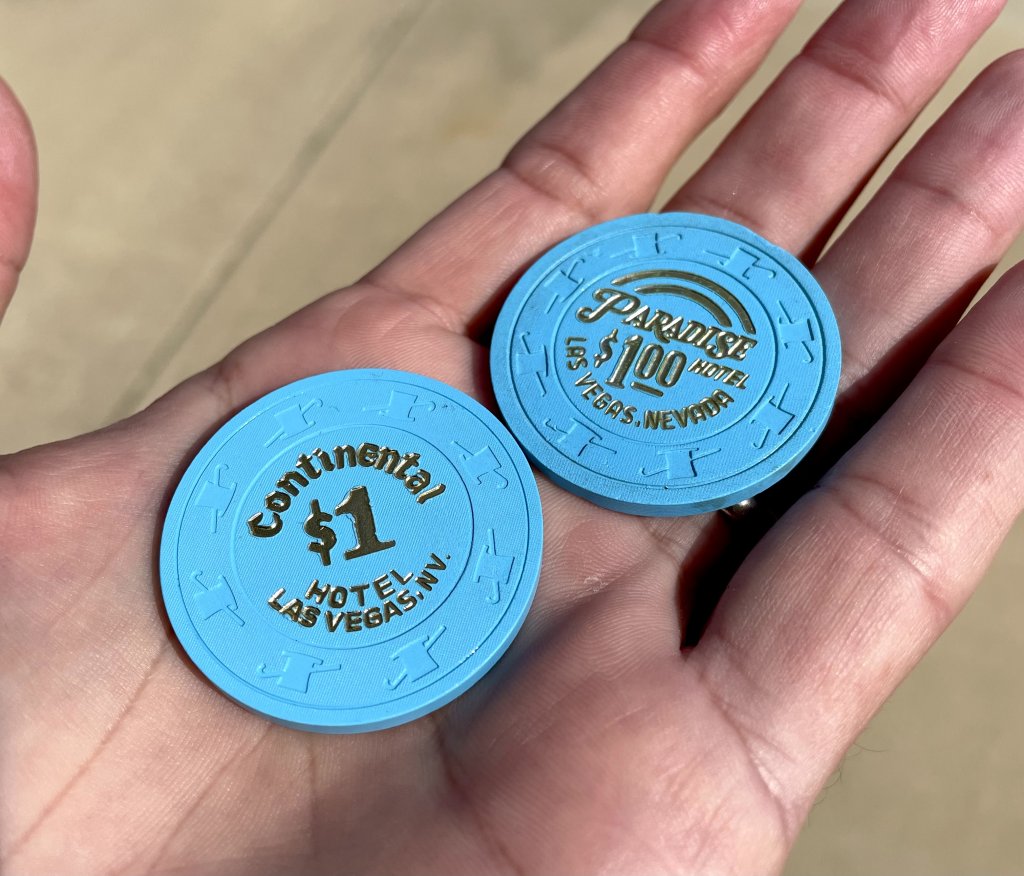 Continental
$1
HOTEL
LAS VEGAS, NV.
PARADISE
$100 HOTEL
LAS VEGAS, NEVADA